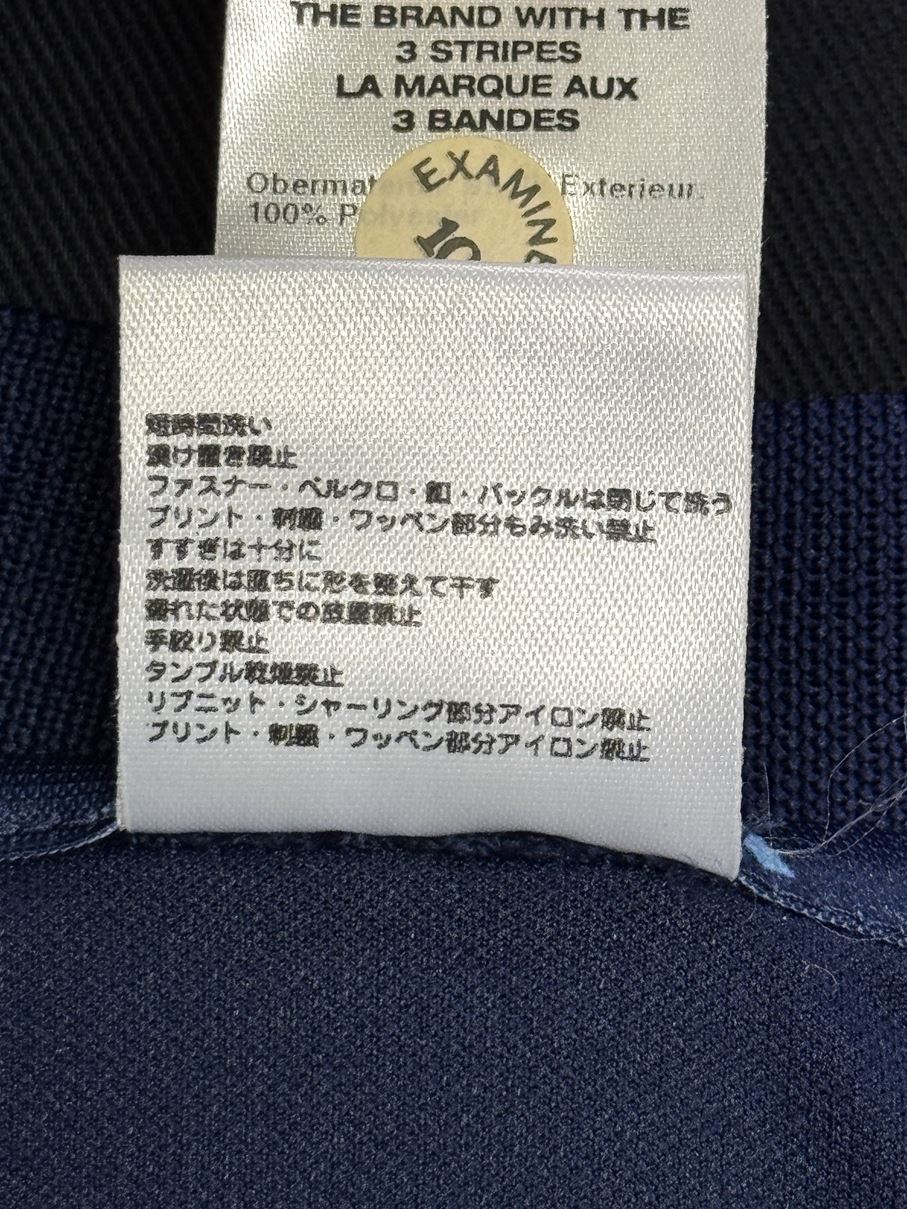 THE BRAND WITH THE
3 STRIPES
LA MARQUE AUX
3 BANDES
Exterieur:
100%
EXAMINE
10
短時間洗い
漬け置き禁止
ファスナー・ベルクロ・釦・バックルは閉じて洗う
プリント・刺繍・ワッペン部分もみ洗い禁止
すすぎは十分に
洗濯後は直ちに形を整えて干す
濡れた状態での放置禁止
手絞り禁止
タンブル乾燥禁止
リブニット・シャーリング部分アイロン禁止
プリント・刺繍・ワッペン部分アイロン禁止